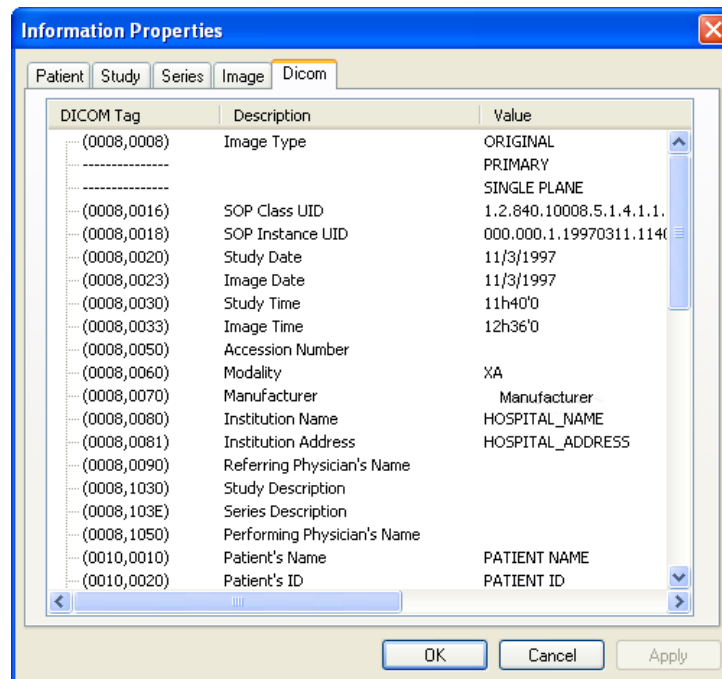 Information Properties
Patient Study Series Image Dicom
DICOM Tag Description Value
(0008,0008) Image Type ORIGINAL
--------------- PRIMARY
--------------- SINGLE PLANE
(0008,0016) SOP Class UID 1.2.840.10008.5.1.4.1.1.
(0008,0018) SOP Instance UID 000.000.1.19970311.1140
(0008,0020) Study Date 11/3/1997
(0008,0023) Image Date 11/3/1997
(0008,0030) Study Time 11h40'0
(0008,0033) Image Time 12h36'0
(0008,0050) Accession Number
(0008,0060) Modality XA
(0008,0070) Manufacturer Manufacturer
(0008,0080) Institution Name HOSPITAL_NAME
(0008,0081) Institution Address HOSPITAL_ADDRESS
(0008,0090) Referring Physician's Name
(0008,1030) Study Description
(0008,103E) Series Description
(0008,1050) Performing Physician's Name
(0010,0010) Patient's Name PATIENT NAME
(0010,0020) Patient's ID PATIENT ID
OK Cancel Apply